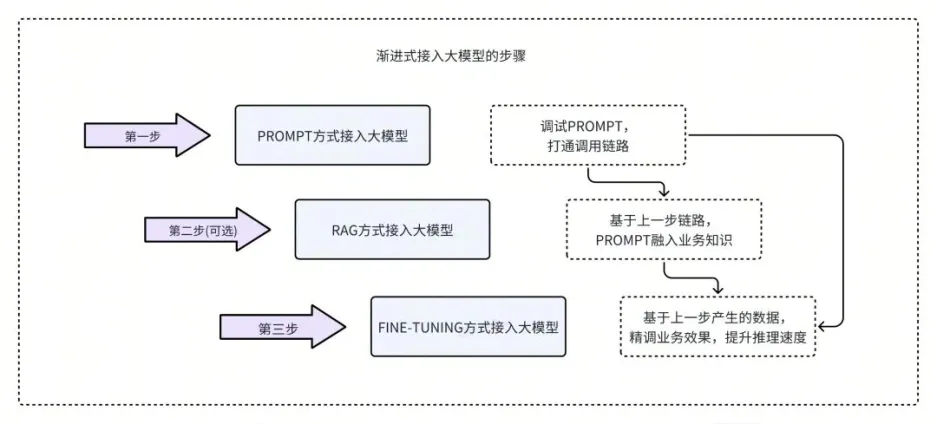 渐进式接入大模型的步骤
第一步
PROMPT方式接入大模型
调试PROMPT，
打通调用链路
第二步(可选)
RAG方式接入大模型
基于上一步链路，
PROMPT融入业务知识
第三步
FINE-TUNING方式接入大模型
基于上一步产生的数据，
精调业务效果，提升推理速度